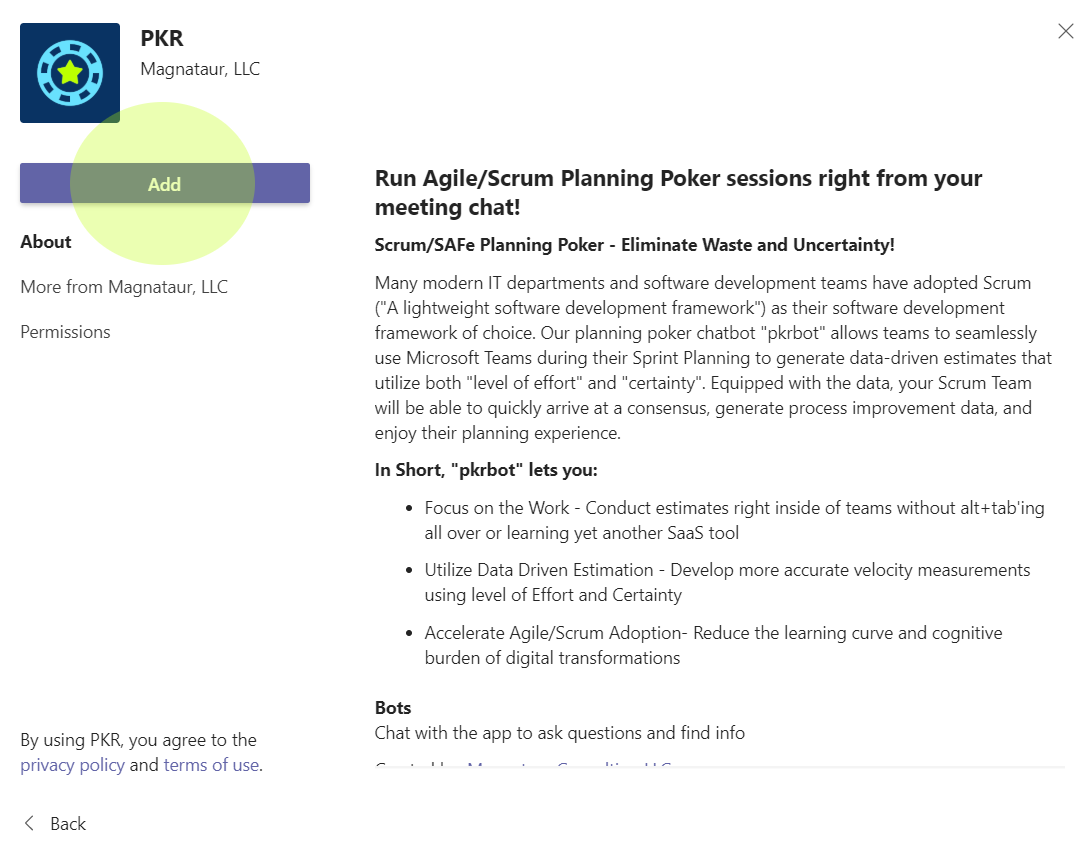 PKR
Magnataur, LLC
Add
About
More from Magnataur, LLC
Permissions
Run Agile/Scrum Planning Poker sessions right from your
meeting chat!
Scrum/SAFe Planning Poker - Eliminate Waste and Uncertainty!
Many modern IT departments and software development teams have adopted Scrum
("A lightweight software development framework") as their software development
framework of choice. Our planning poker chatbot "pkrbot" allows teams to seamlessly
use Microsoft Teams during their Sprint Planning to generate data-driven estimates that
utilize both "level of effort" and "certainty". Equipped with the data, your Scrum Team
will be able to quickly arrive at a consensus, generate process improvement data, and
enjoy their planning experience.
In Short, "pkrbot" lets you:
• Focus on the Work - Conduct estimates right inside of teams without alt+tab'ing
all over or learning yet another SaaS tool
• Utilize Data Driven Estimation - Develop more accurate velocity measurements
using level of Effort and Certainty
• Accelerate Agile/Scrum Adoption- Reduce the learning curve and cognitive
burden of digital transformations
Bots
Chat with the app to ask questions and find info
By using PKR, you agree to the
privacy policy and terms of use.
Back